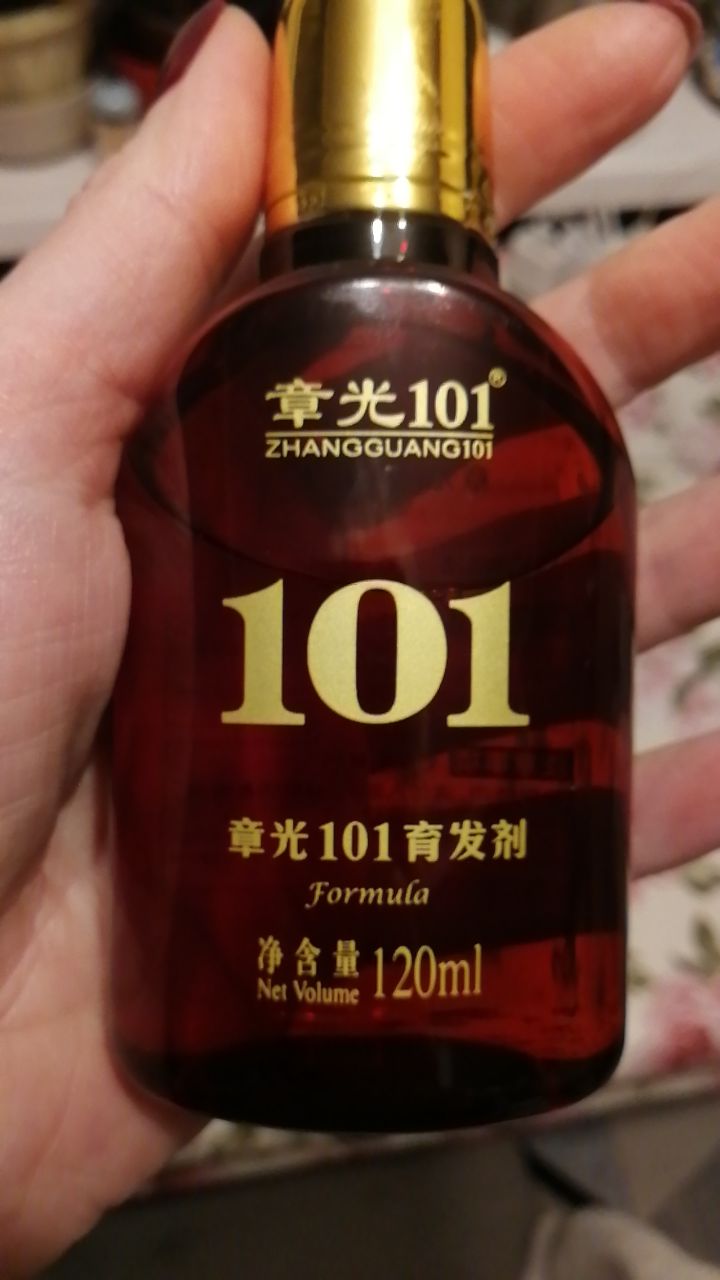 章光101®
ZHANGGUANG101
101
章光101育发剂
Formula
净含量 120ml
Net Volume